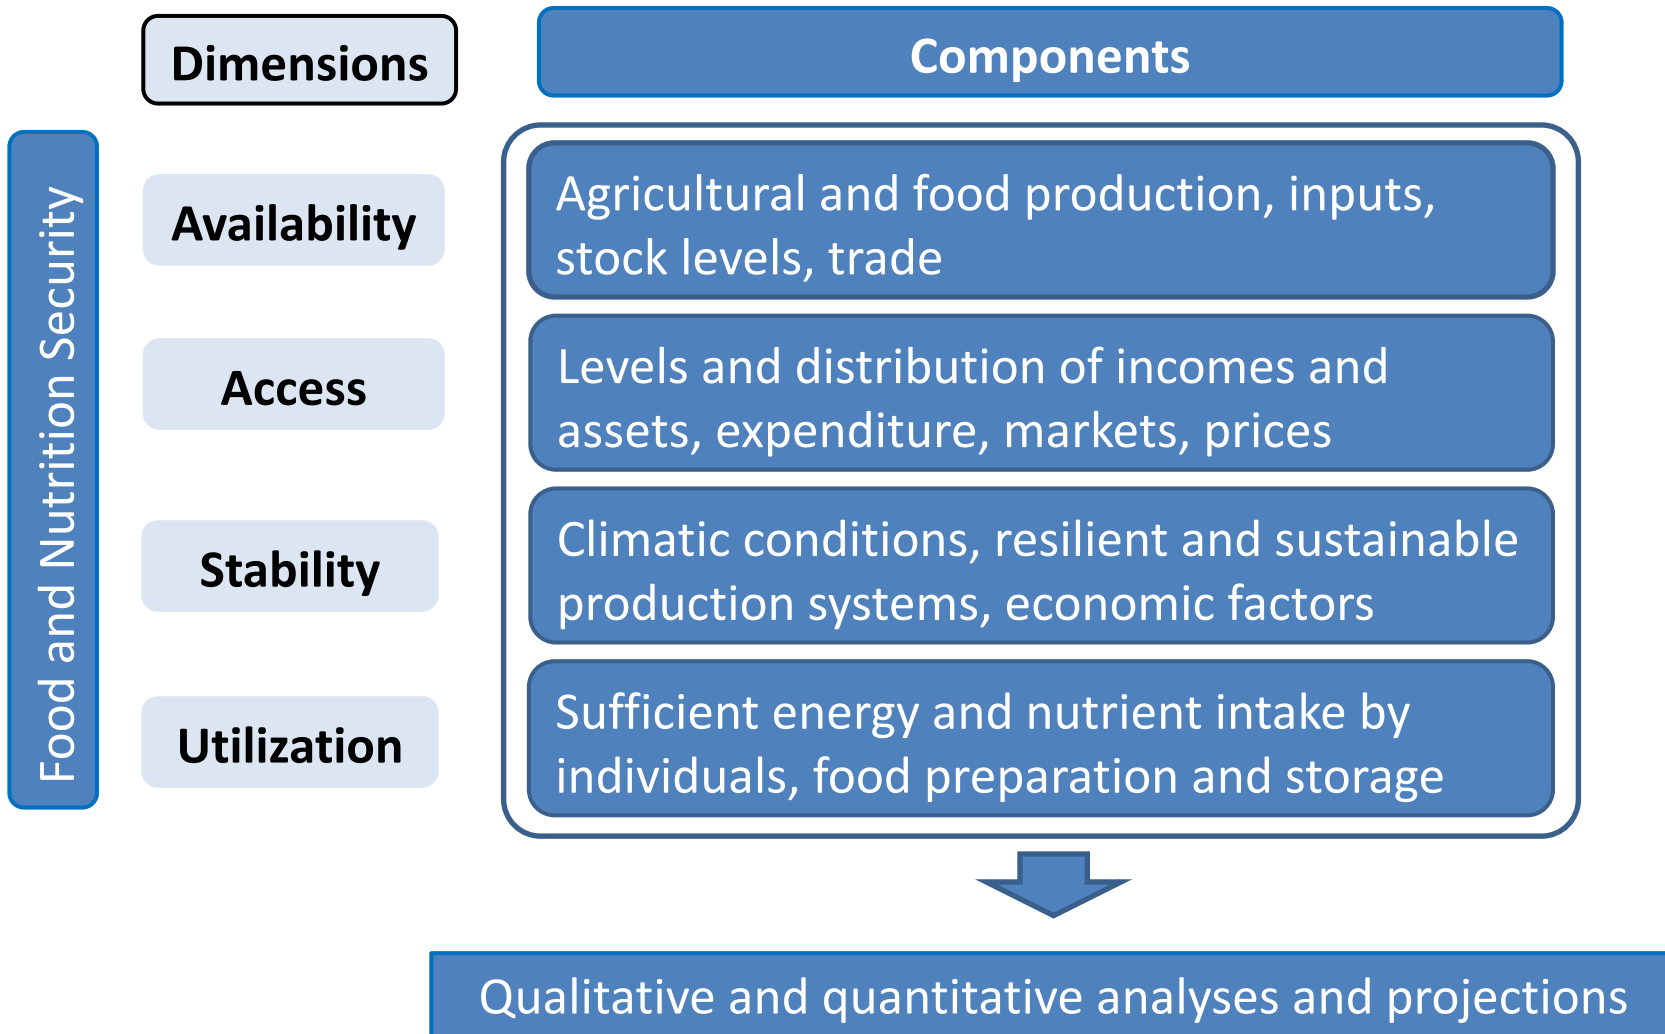 Dimensions
Components
Food and Nutrition Security
Availability
Agricultural and food production, inputs,
stock levels, trade
Access
Levels and distribution of incomes and
assets, expenditure, markets, prices
Stability
Climatic conditions, resilient and sustainable
production systems, economic factors
Utilization
Sufficient energy and nutrient intake by
individuals, food preparation and storage
Qualitative and quantitative analyses and projections